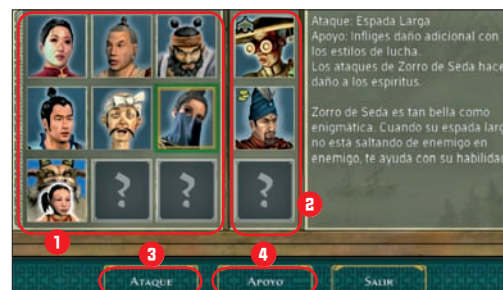 Ataque: Espada Larga
Apoyo: Infliges daño adicional con
los estilos de lucha.
Los ataques de Zorro de Seda hace
daño a los espíritus.
Zorro de Seda es tan bella como
enigmática. Cuando su espada larg
no está saltando de enemigo en
enemigo, te ayuda con su habilidad
?
?
?
1
2
3
4
ATAQUE
APOYO
SALIR